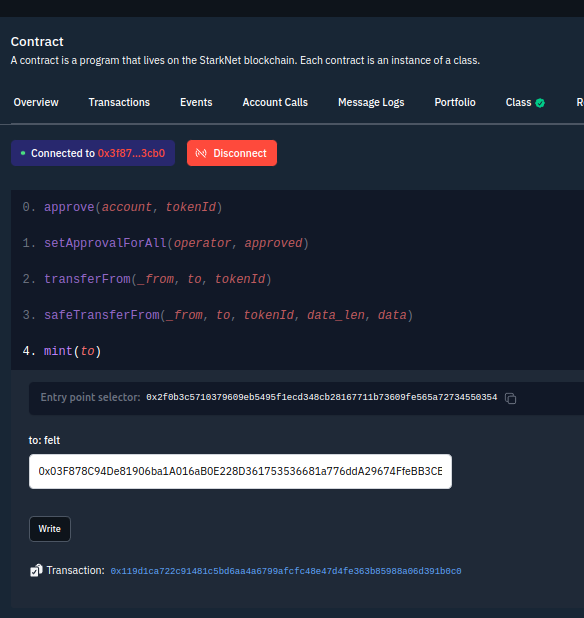 Contract
A contract is a program that lives on the StarkNet blockchain. Each contract is an instance of a class.
Overview Transactions Events Account Calls Message Logs Portfolio Class R
Connected to 0x3f87...3cb0 Disconnect
0. approve(account, tokenId)
1. setApprovalForAll(operator, approved)
2. transferFrom(_from, to, tokenId)
3. safeTransferFrom(_from, to, tokenId, data_len, data)
4. mint(to)
Entry point selector: 0x2f0b3c5710379609eb5495f1ecd348cb28167711b73609fe565a72734550354
to: felt
0x03F878C94De81906ba1A016aB0E228D361753536681a776ddA29674FfeBB3CE
Write
Transaction: 0x119d1ca722c91481c5bd6aa4a6799afcfc48e47d4fe363b85988a06d391b0c0